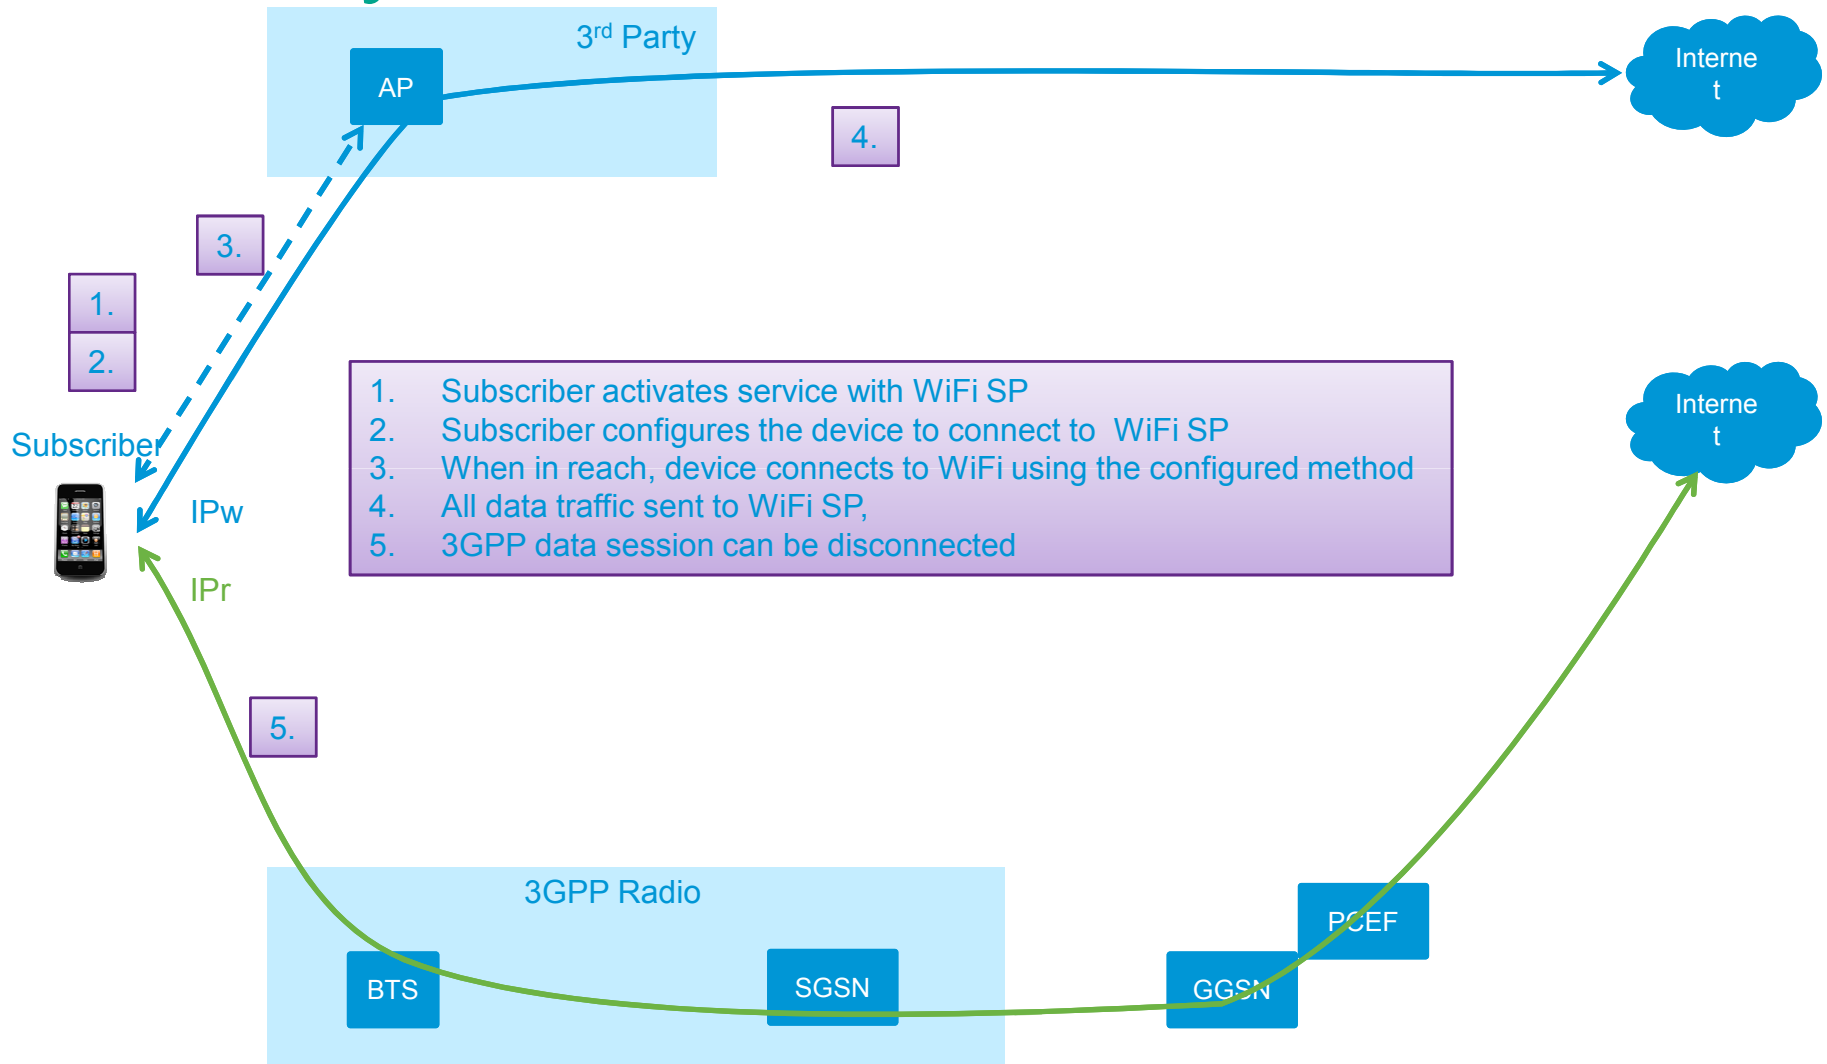 3rd Party
AP
Interne
t
4.
3.
1.
2.
1. Subscriber activates service with WiFi SP
2. Subscriber configures the device to connect to WiFi SP
3. When in reach, device connects to WiFi using the configured method
4. All data traffic sent to WiFi SP,
5. 3GPP data session can be disconnected
Interne
t
Subscriber
IPw
IPr
5.
3GPP Radio
PCEF
BTS
SGSN
GGSN